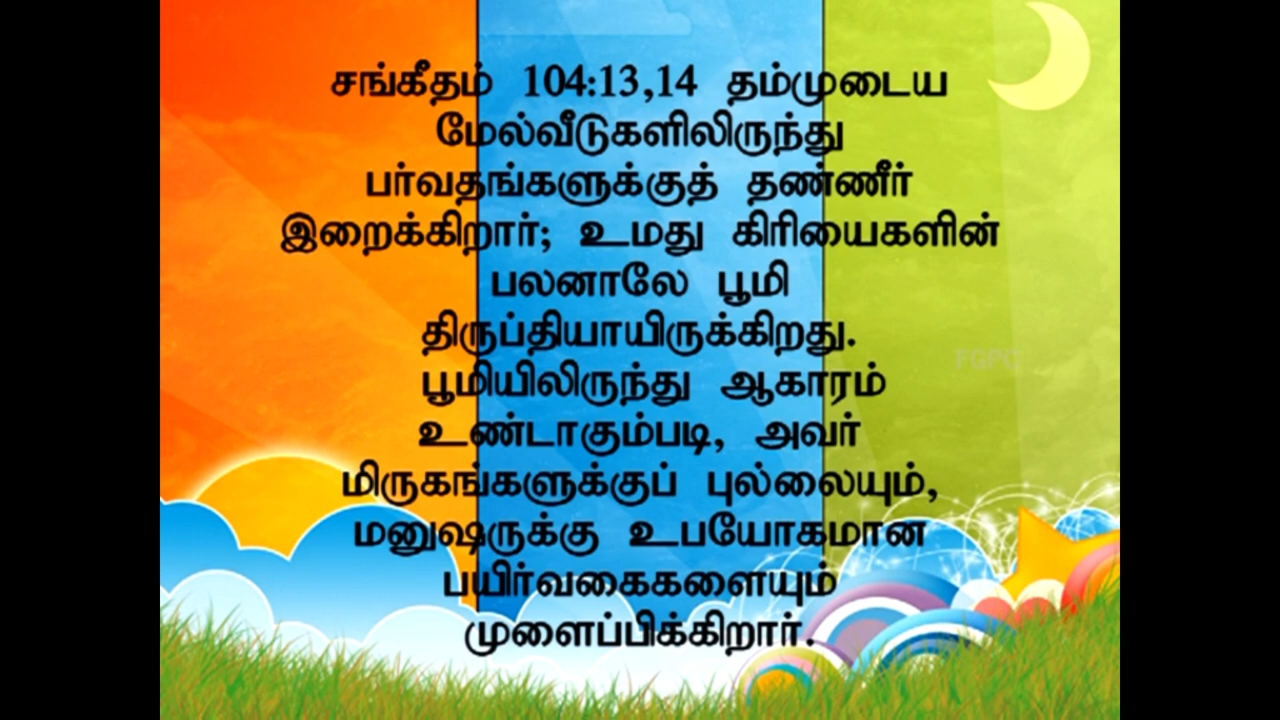 சங்கீதம் 104:13,14 தம்முடைய
மேல்வீடுகளிலிருந்து
பர்வதங்களுக்குத் தண்ணீர்
இறைக்கிறார்; உமது கிரியைகளின்
பலனாலே பூமி
திருப்தியாயிருக்கிறது.
பூமியிலிருந்து ஆகாரம்
உண்டாகும்படி, அவர்
மிருகங்களுக்குப் புல்லையும்,
மனுஷருக்கு உபயோகமான
பயிர்வகைகளையும்
முளைப்பிக்கிறார்.